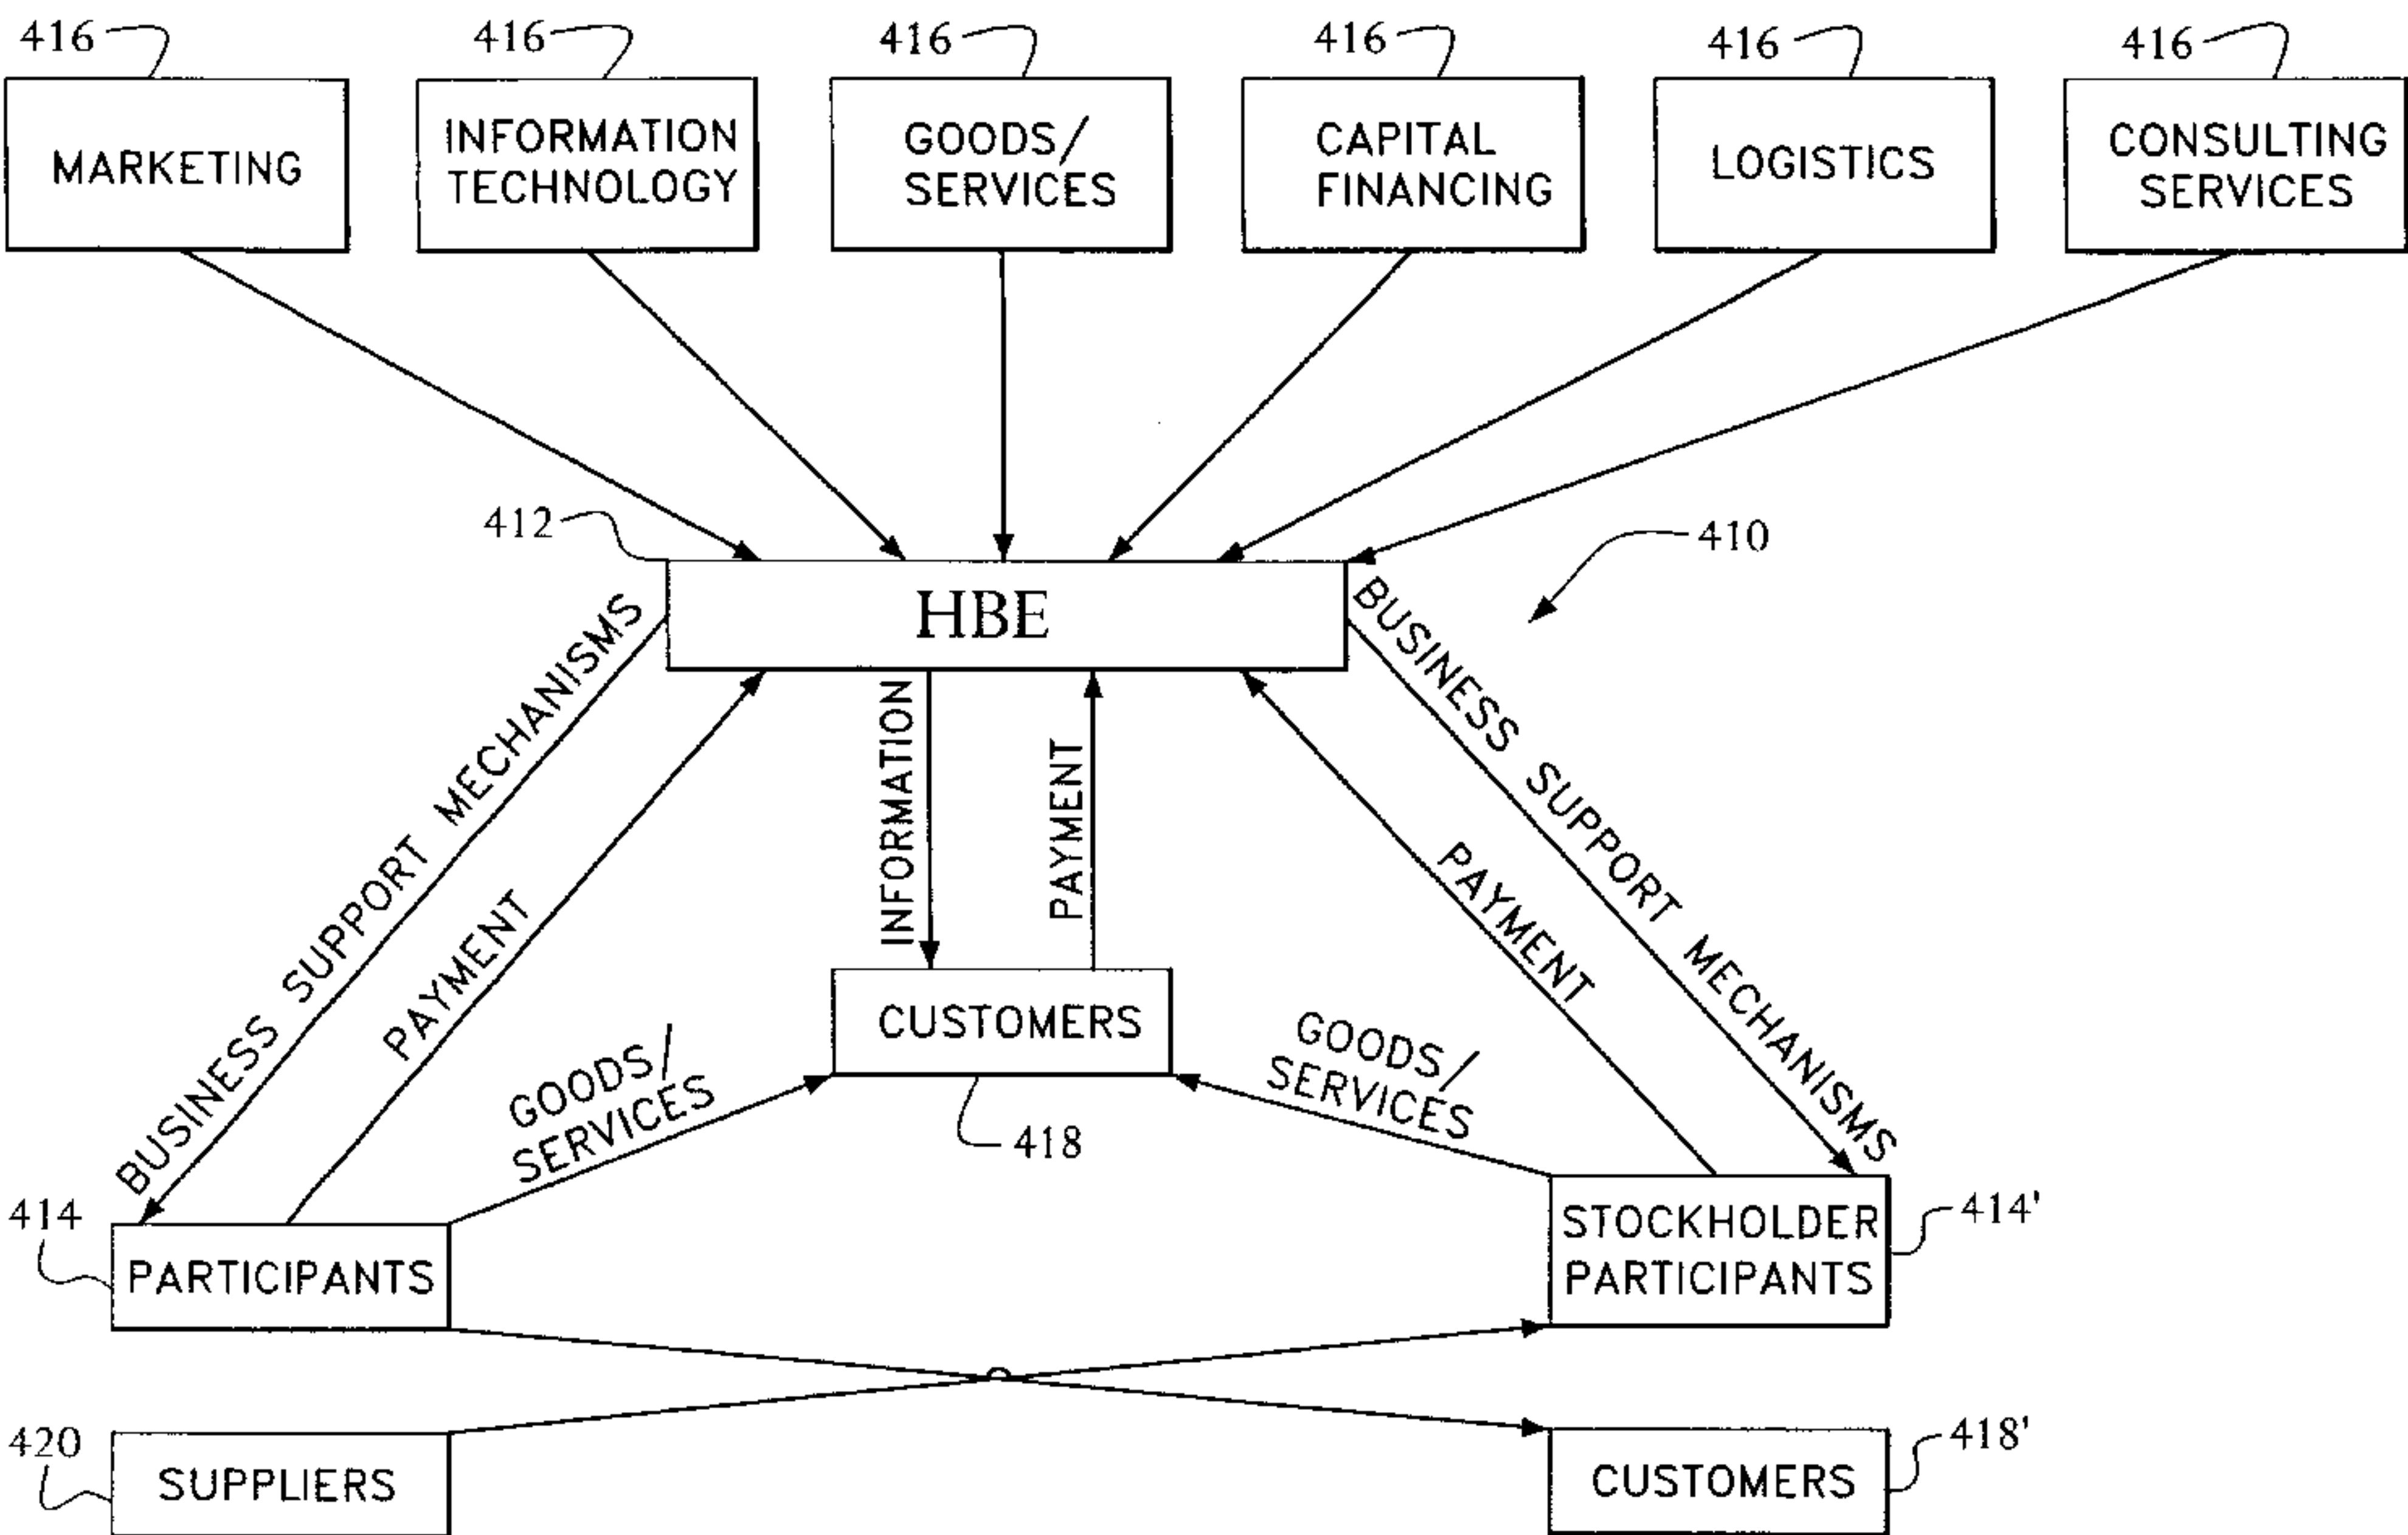 416 416 416 416 416 416
MARKETING
INFORMATION
TECHNOLOGY
GOODS/
SERVICES
CAPITAL
FINANCING
LOGISTICS
CONSULTING
SERVICES
412
410
HBE
BUSINESS SUPPORT MECHANISMS
PAYMENT
INFORMATION
PAYMENT
PAYMENT
BUSINESS SUPPORT MECHANISMS
CUSTOMERS
418
GOODS/
SERVICES
GOODS/
SERVICES
414
PARTICIPANTS
STOCKHOLDER
PARTICIPANTS
414'
420
SUPPLIERS
CUSTOMERS
418'